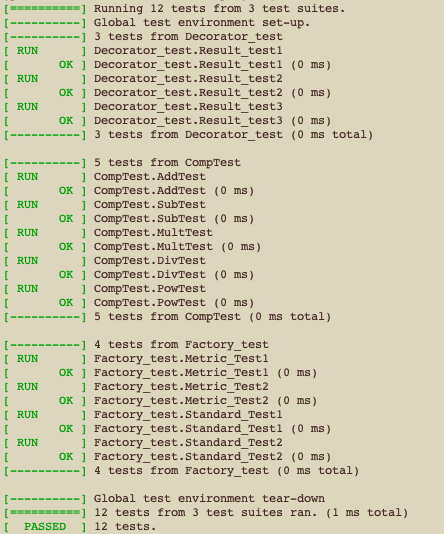 [==========] Running 12 tests from 3 test suites.
[----------] Global test environment set-up.
[----------] 3 tests from Decorator_test
[ RUN      ] Decorator_test.Result_test1
[       OK ] Decorator_test.Result_test1 (0 ms)
[ RUN      ] Decorator_test.Result_test2
[       OK ] Decorator_test.Result_test2 (0 ms)
[ RUN      ] Decorator_test.Result_test3
[       OK ] Decorator_test.Result_test3 (0 ms)
[----------] 3 tests from Decorator_test (0 ms total)

[----------] 5 tests from CompTest
[ RUN      ] CompTest.AddTest
[       OK ] CompTest.AddTest (0 ms)
[ RUN      ] CompTest.SubTest
[       OK ] CompTest.SubTest (0 ms)
[ RUN      ] CompTest.MultTest
[       OK ] CompTest.MultTest (0 ms)
[ RUN      ] CompTest.DivTest
[       OK ] CompTest.DivTest (0 ms)
[ RUN      ] CompTest.PowTest
[       OK ] CompTest.PowTest (0 ms)
[----------] 5 tests from CompTest (0 ms total)

[----------] 4 tests from Factory_test
[ RUN      ] Factory_test.Metric_Test1
[       OK ] Factory_test.Metric_Test1 (0 ms)
[ RUN      ] Factory_test.Metric_Test2
[       OK ] Factory_test.Metric_Test2 (0 ms)
[ RUN      ] Factory_test.Standard_Test1
[       OK ] Factory_test.Standard_Test1 (0 ms)
[ RUN      ] Factory_test.Standard_Test2
[       OK ] Factory_test.Standard_Test2 (0 ms)
[----------] 4 tests from Factory_test (0 ms total)

[----------] Global test environment tear-down
[==========] 12 tests from 3 test suites ran. (1 ms total)
[  PASSED  ] 12 tests.